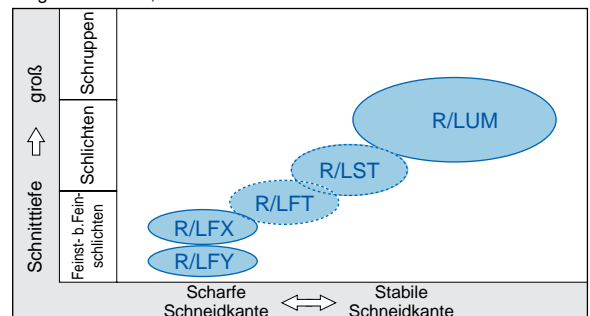 groß
Schnitttiefe
Schruppen
Schlichten
Feinst- b.Fein-
schlichten
R/LUM
R/LST
R/LFT
R/LFX
R/LFY
Scharfe
Schneidkante
Stabile
Schneidkante